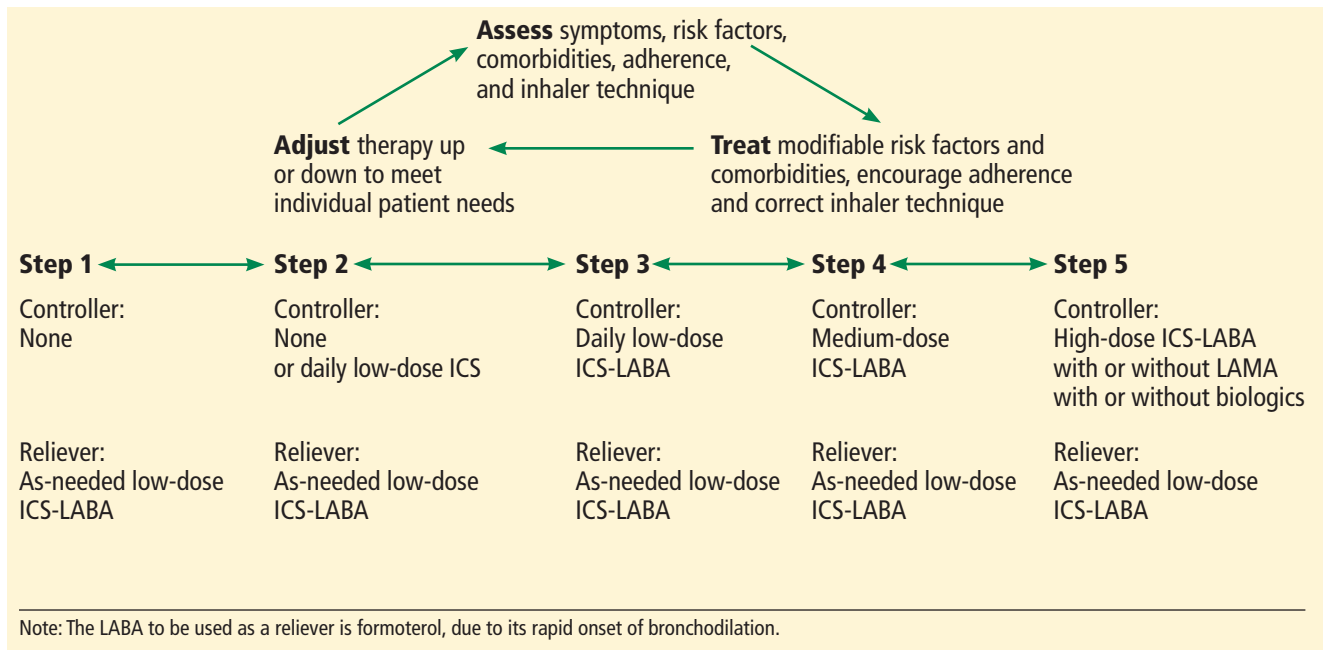 Assess symptoms, risk factors,
comorbidities, adherence,
and inhaler technique
Adjust therapy up
or down to meet
individual patient needs
Treat modifiable risk factors and
comorbidities, encourage adherence
and correct inhaler technique
Step 1
Controller:
None
Reliever:
As-needed low-dose
ICS-LABA
Step 2
Controller:
None
or daily low-dose ICS
Reliever:
As-needed low-dose
ICS-LABA
Step 3
Controller:
Daily low-dose
ICS-LABA
Reliever:
As-needed low-dose
ICS-LABA
Step 4
Controller:
Medium-dose
ICS-LABA
Reliever:
As-needed low-dose
ICS-LABA
Step 5
Controller:
High-dose ICS-LABA
with or without LAMA
with or without biologics
Reliever:
As-needed low-dose
ICS-LABA
Note: The LABA to be used as a reliever is formoterol, due to its rapid onset of bronchodilation.